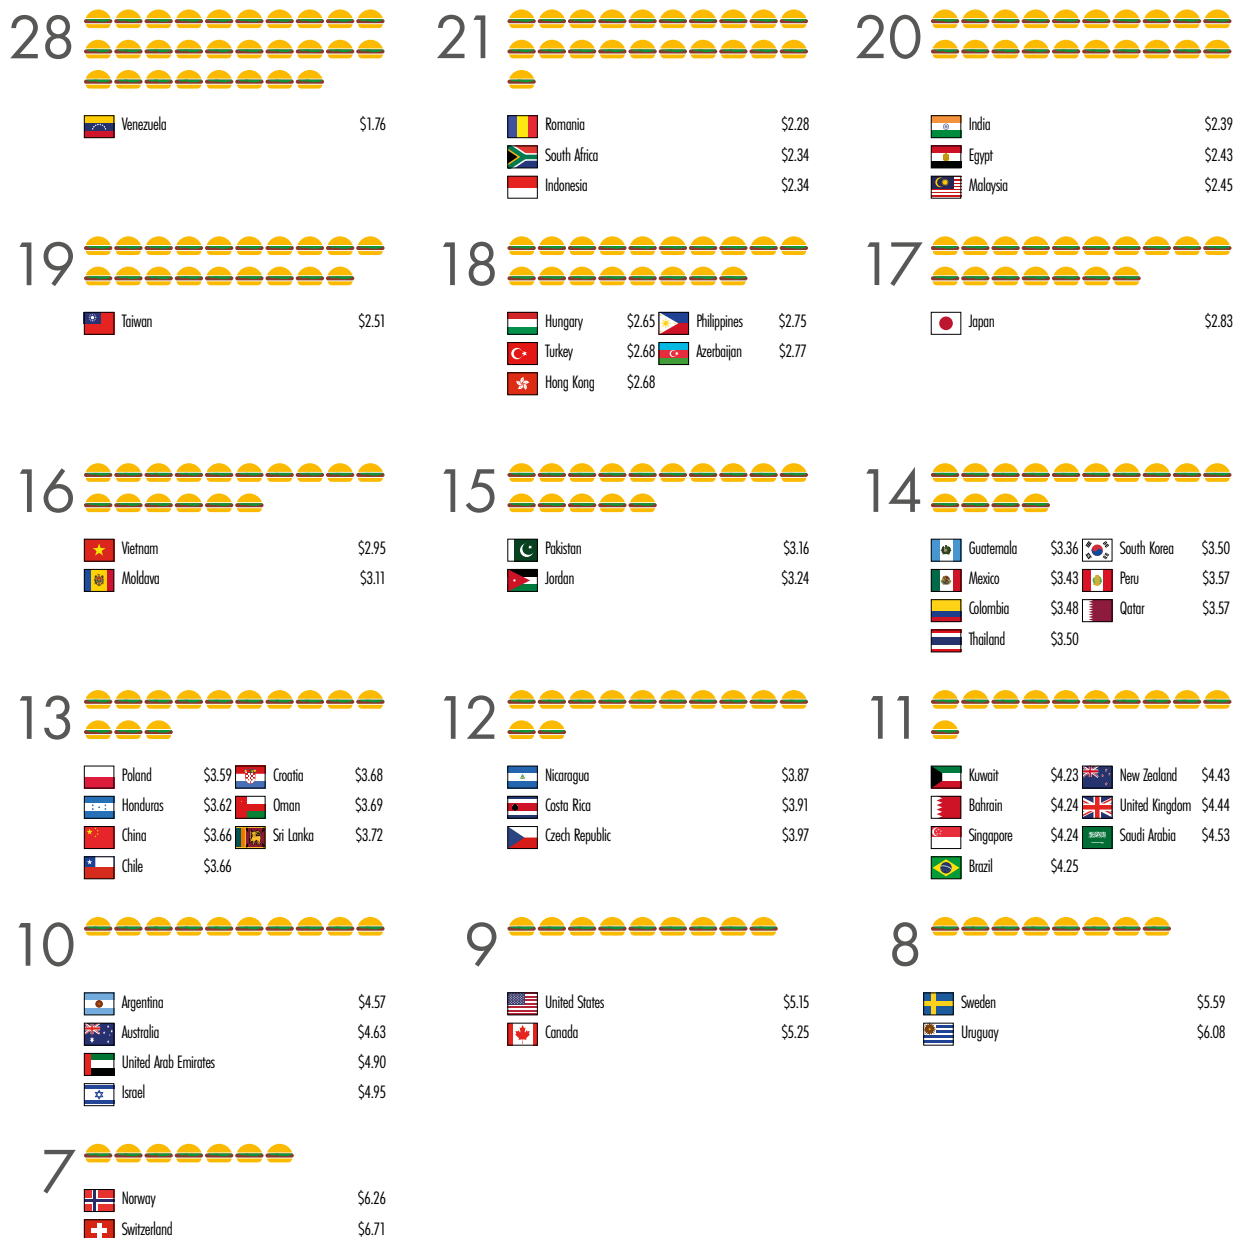 28
Venezuela $1.76
21
Romania $2.28
South Africa $2.34
Indonesia $2.34
20
India $2.39
Egypt $2.43
Malaysia $2.45
19
Taiwan $2.51
18
Hungary $2.65 Philippines $2.75
Turkey $2.68 Azerbaijan $2.77
Hong Kong $2.68
17
Japan $2.83
16
Vietnam $2.95
Moldova $3.11
15
Pakistan $3.16
Jordan $3.24
14
Guatemala $3.36 South Korea $3.50
Mexico $3.43 Peru $3.57
Colombia $3.48 Qatar $3.57
Thailand $3.50
13
Poland $3.59 Croatia $3.68
Honduras $3.62 Oman $3.69
China $3.66 Sri Lanka $3.72
Chile $3.66
12
Nicaragua $3.87
Costa Rica $3.91
Czech Republic $3.97
11
Kuwait $4.23 New Zealand $4.43
Bahrain $4.24 United Kingdom $4.44
Singapore $4.24 Saudi Arabia $4.53
Brazil $4.25
10
Argentina $4.57
Australia $4.63
United Arab Emirates $4.90
Israel $4.95
9
United States $5.15
Canada $5.25
8
Sweden $5.59
Uruguay $6.08
7
Norway $6.26
Switzerland $6.71